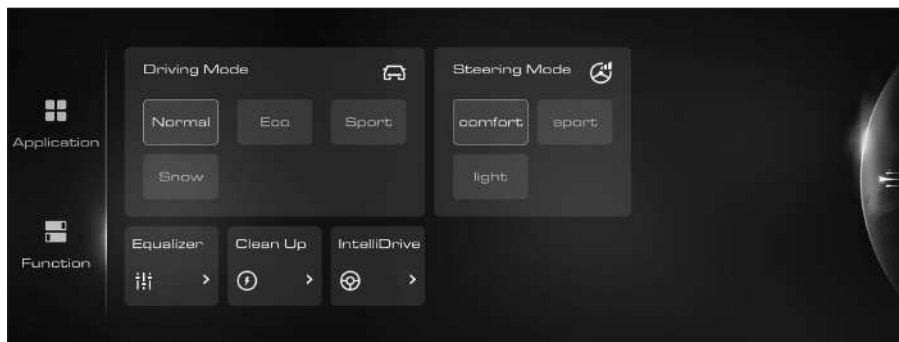 Driving Mode
Normal Eco Sport
Snow
Steering Mode
comfort sport
light
Application
Function
Equalizer
Clean Up
IntelliDrive